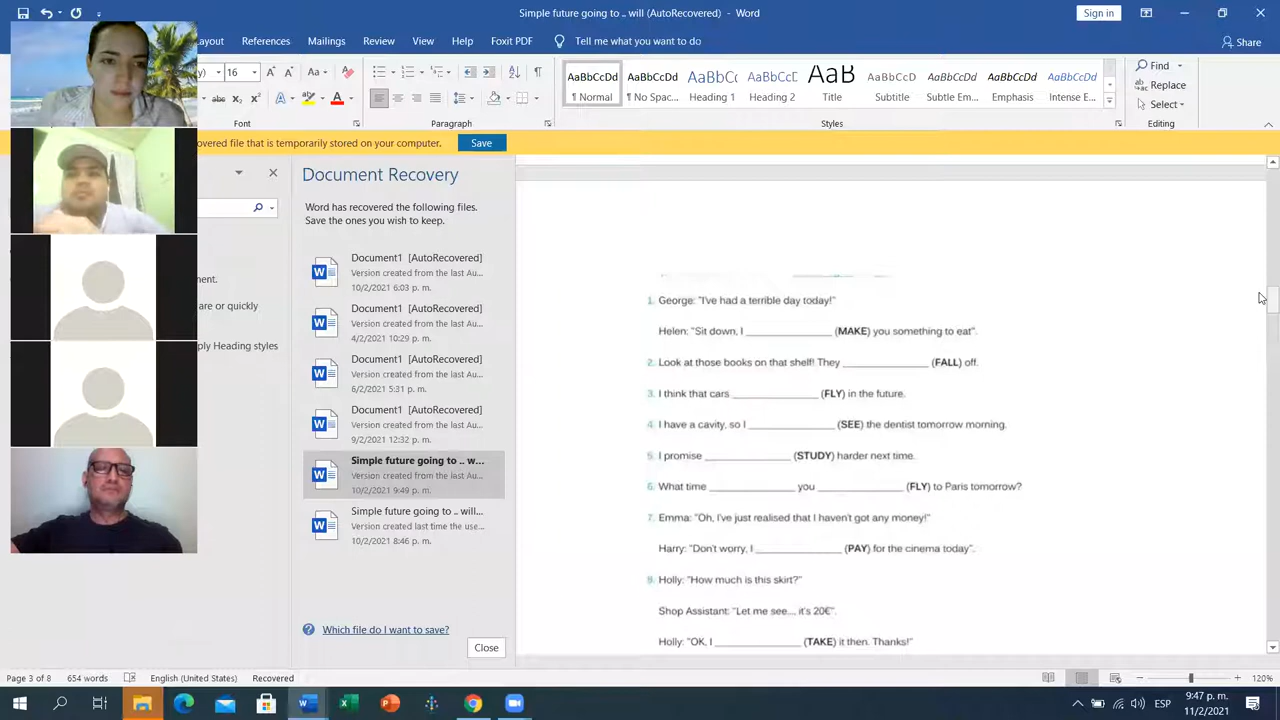 Simple future going to .. will (AutoRecovered) - Word
Sign in
Layout References Mailings Review View Help Foxit PDF Tell me what you want to do
Share
16 Aa
AaBbCcDd AaBbCcDd AaBbCc AaBbCcD AaB AaBbCcDd AaBbCcDd AaBbCcDd AaBbCcDd
¶ Normal ¶ No Spac... Heading 1 Heading 2 Title Subtitle Subtle Em... Emphasis Intense E...
Find
Replace
Select
Font Paragraph Styles Editing
overed file that is temporarily stored on your computer. Save
ment.
are or quickly
ply Heading styles
Document Recovery
Word has recovered the following files.
Save the ones you wish to keep.
Document1 [AutoRecovered]
Version created from the last Au...
10/2/2021 6:03 p. m.
Document1 [AutoRecovered]
Version created from the last Au...
4/2/2021 10:29 p. m.
Document1 [AutoRecovered]
Version created from the last Au...
6/2/2021 5:31 p. m.
Document1 [AutoRecovered]
Version created from the last Au...
9/2/2021 12:32 p. m.
Simple future going to .. w...
Version created from the last Au...
10/2/2021 9:49 p. m.
Simple future going to .. will...
Version created last time the use...
10/2/2021 8:46 p. m.
Which file do I want to save?
Close
1. George: "I've had a terrible day today!"
Helen: "Sit down, I ______________ (MAKE) you something to eat".
2. Look at those books on that shelf! They ______________ (FALL) off.
3. I think that cars ______________ (FLY) in the future.
4. I have a cavity, so I ______________ (SEE) the dentist tomorrow morning.
5. I promise ______________ (STUDY) harder next time.
6. What time ______________ you ______________ (FLY) to Paris tomorrow?
7. Emma: "Oh, I've just realised that I haven't got any money!"
Harry: "Don't worry, I ______________ (PAY) for the cinema today".
8. Holly: "How much is this skirt?"
Shop Assistant: "Let me see..., it's 20€".
Holly: "OK, I ______________ (TAKE) it then. Thanks!"
Page 3 of 8 654 words English (United States) Recovered 120%
ESP
9:47 p. m.
11/2/2021